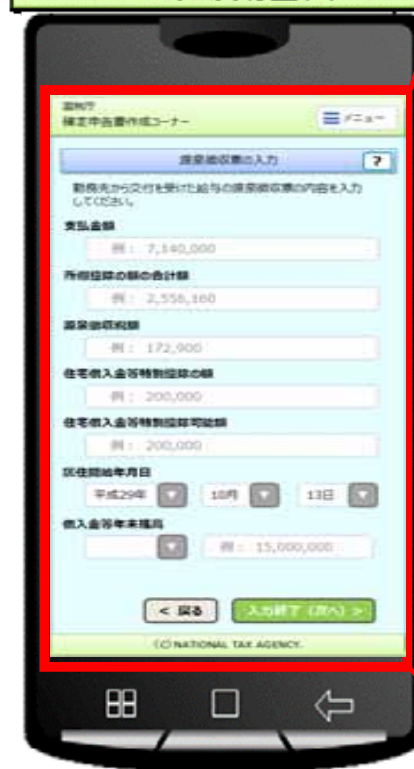 国税庁
確定申告書作成コーナー
メニュー
源泉徴収票の入力
?
勤務先から交付を受けた給与の源泉徴収票の内容を入力
してください。
支払金額
例： 7,140,000
所得控除の額の合計額
例： 2,556,160
源泉徴収税額
例： 172,900
住宅借入金等特別控除の額
例： 200,000
住宅借入金等特別控除可能額
例： 200,000
居住開始年月日
平成29年
10月
13日
借入金等年末残高
例： 15,000,000
< 戻る
入力終了（次へ）>
(C) NATIONAL TAX AGENCY.